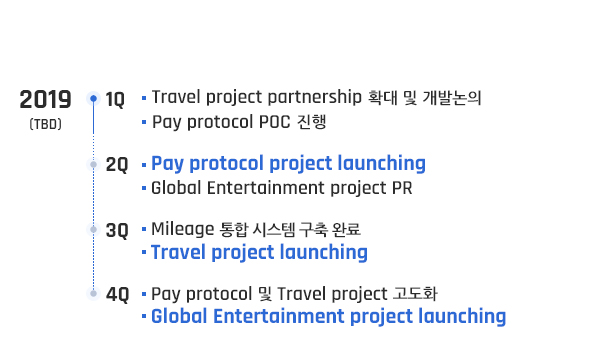 2019
(TBD)
1Q
▪ Travel project partnership 확대 및 개발논의
▪ Pay protocol POC 진행
2Q
▪ Pay protocol project launching
▪ Global Entertainment project PR
3Q
▪ Mileage 통합 시스템 구축 완료
▪ Travel project launching
4Q
▪ Pay protocol 및 Travel project 고도화
▪ Global Entertainment project launching